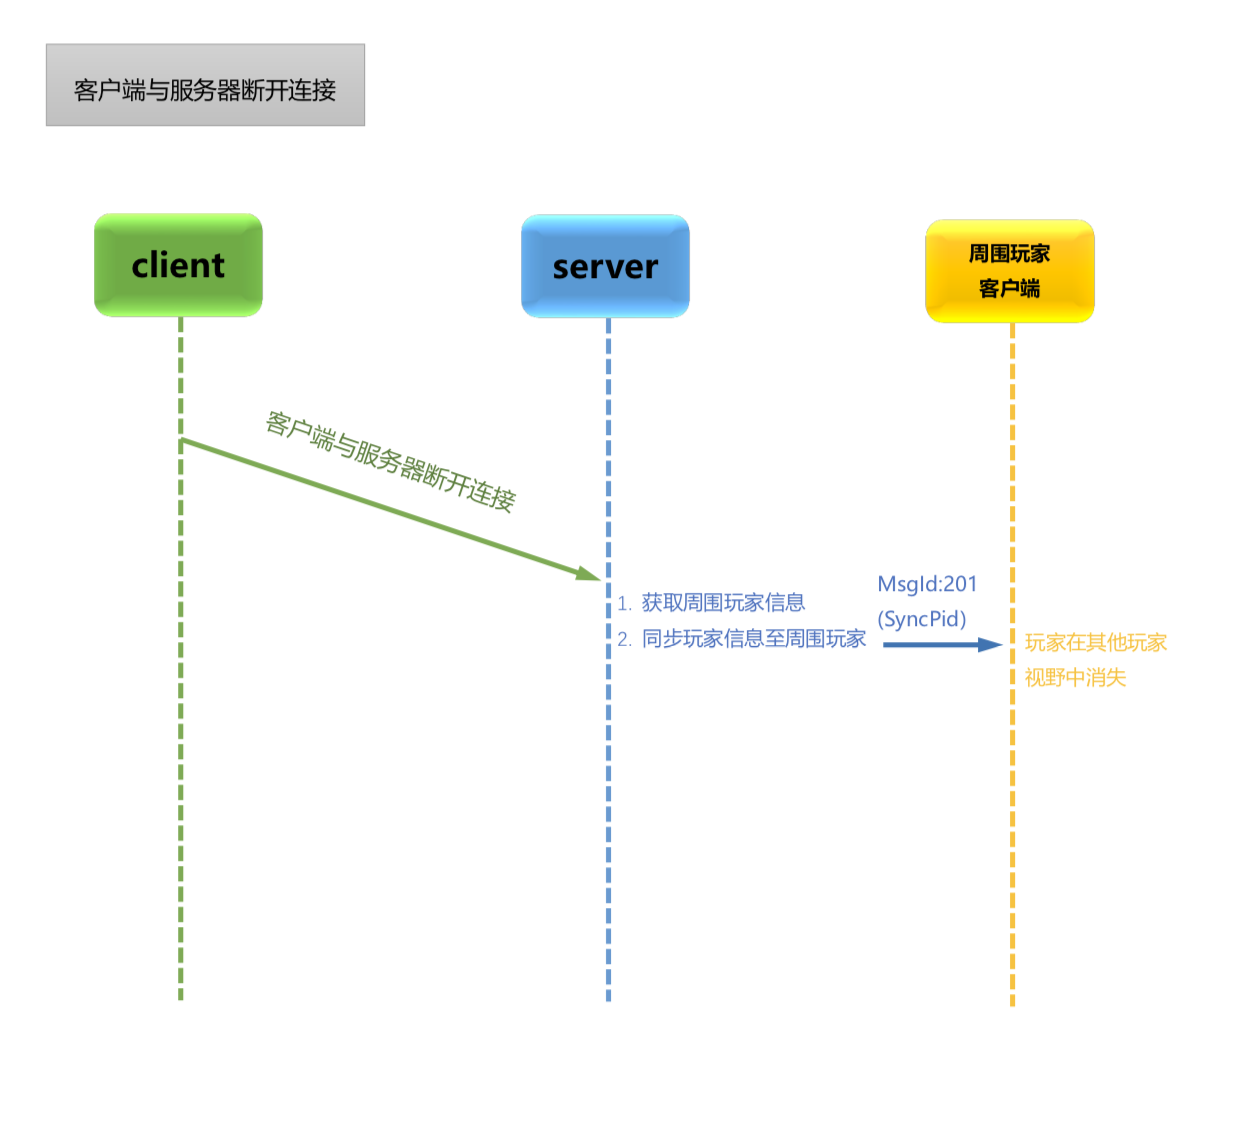 客户端与服务器断开连接
client
server
周围玩家
客户端
客户端与服务器断开连接
1. 获取周围玩家信息
2. 同步玩家信息至周围玩家
MsgId:201
(SyncPid)
玩家在其他玩家
视野中消失